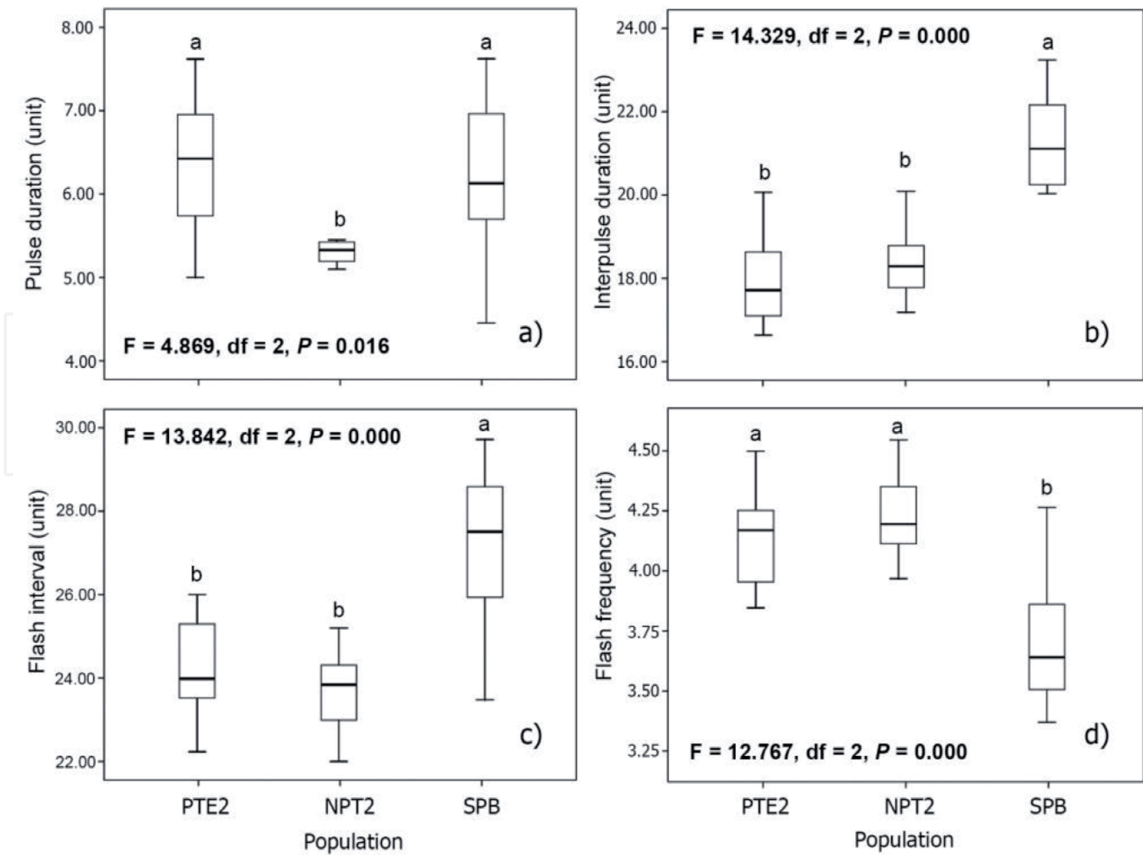 8.00
7.00
6.00
5.00
4.00
Pulse duration (unit)
a
b
a
F = 4.869, df = 2, P = 0.016
a)
24.00
22.00
20.00
18.00
16.00
Interpulse duration (unit)
F = 14.329, df = 2, P = 0.000
b
b
a
b)
30.00
28.00
26.00
24.00
22.00
Flash interval (unit)
F = 13.842, df = 2, P = 0.000
b
b
a
c)
PTE2 NPT2 SPB
Population
4.50
4.25
4.00
3.75
3.50
3.25
Flash frequency (unit)
a
a
b
F = 12.767, df = 2, P = 0.000
d)
PTE2 NPT2 SPB
Population